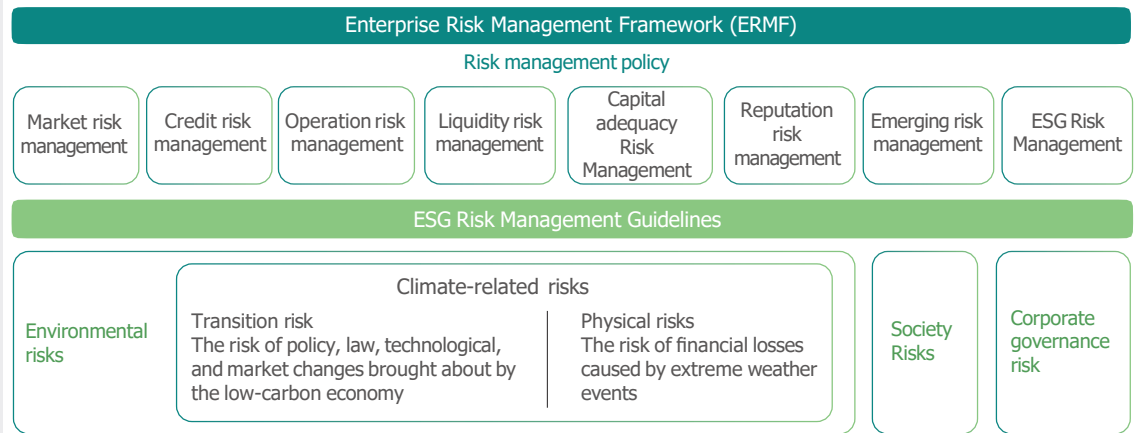 Enterprise Risk Management Framework (ERMF)
Risk management policy
Market risk
management
Credit risk
management
Operation risk
management
Liquidity risk
management
Capital
adequacy
Risk
Management
Reputation
risk
management
Emerging risk
management
ESG Risk
Management
ESG Risk Management Guidelines
Environmental
risks
Climate-related risks
Transition risk
The risk of policy, law, technological,
and market changes brought about by
the low-carbon economy
Physical risks
The risk of financial losses
caused by extreme weather
events
Society
Risks
Corporate
governance
risk